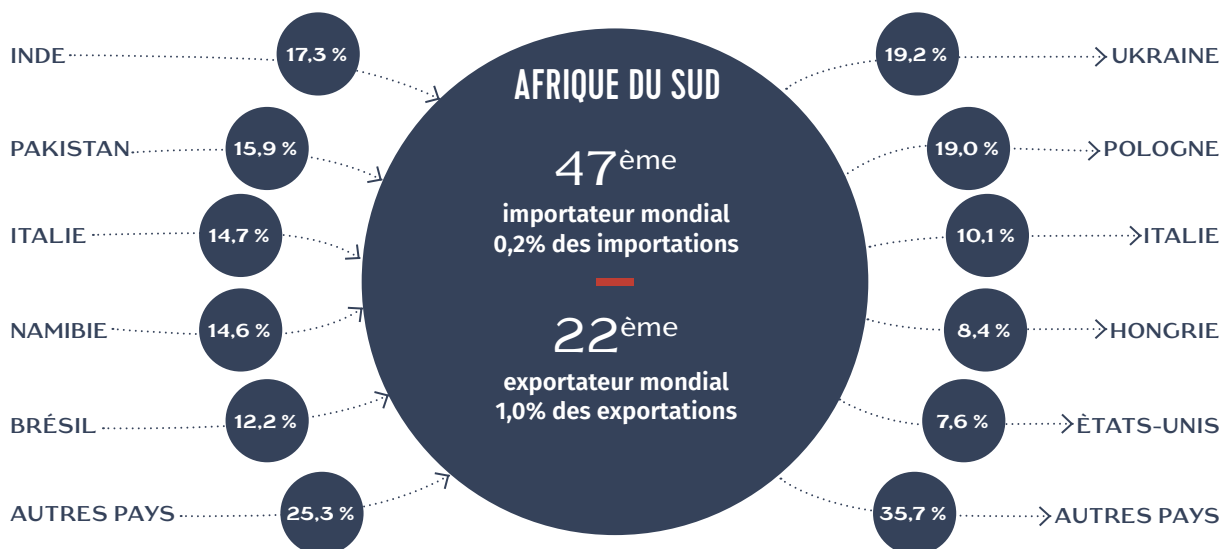 INDE 17,3 %
PAKISTAN 15,9 %
ITALIE 14,7 %
NAMIBIE 14,6 %
BRÉSIL 12,2 %
AUTRES PAYS 25,3 %
AFRIQUE DU SUD
47ème
importateur mondial
0,2% des importations
22ème
exportateur mondial
1,0% des exportations
19,2 % UKRAINE
19,0 % POLOGNE
10,1 % ITALIE
8,4 % HONGRIE
7,6 % ÈTATS-UNIS
35,7 % AUTRES PAYS